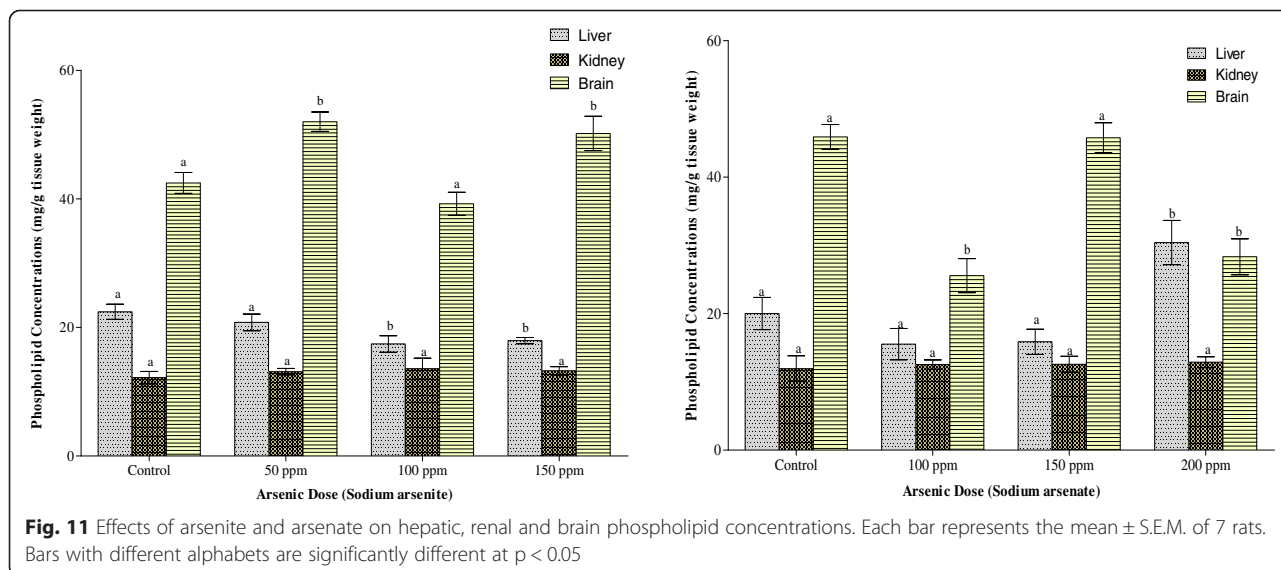 Liver
Kidney
Brain
Phospholipid Concentrations (mg/g tissue weight)
60
40
20
0
a
a
a
a
a
b
b
a
a
b
a
b
Control
50 ppm
100 ppm
150 ppm
Arsenic Dose (Sodium arsenite)
Liver
Kidney
Brain
Phospholipid Concentrations (mg/g tissue weight)
60
40
20
0
a
a
a
a
a
b
a
a
a
b
a
b
Control
100 ppm
150 ppm
200 ppm
Arsenic Dose (Sodium arsenate)
Fig. 11 Effects of arsenite and arsenate on hepatic, renal and brain phospholipid concentrations. Each bar represents the mean ± S.E.M. of 7 rats.
Bars with different alphabets are significantly different at p < 0.05